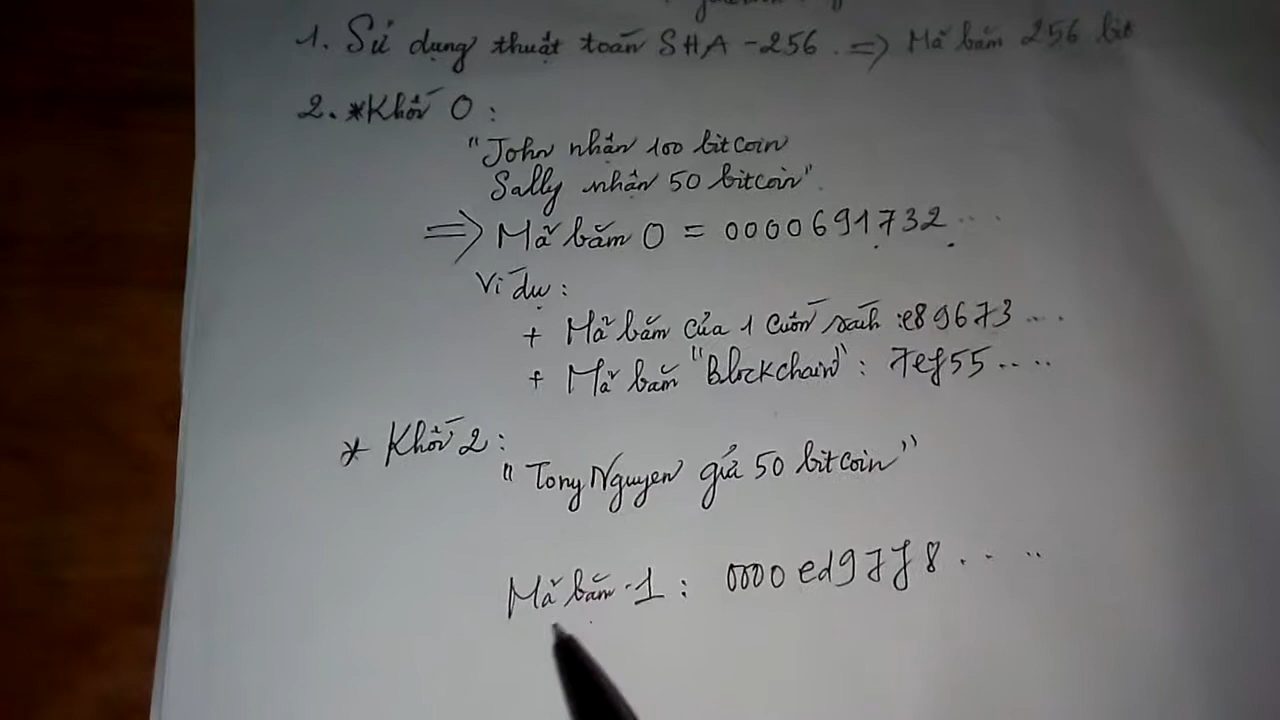 1. Sử dụng thuật toán SHA-256 => Mã băm 256 bit
2. *Khối 0:
"John nhận 100 bitcoin
Sally nhận 50 bitcoin"
=> Mã băm 0 = 0000691732...
Ví dụ:
+ Mã băm của 1 cuốn sách: e89673...
+ Mã băm "Blockchain": 7ef55....
* Khối 2:
"Tony Nguyen gửi 50 bitcoin"
Mã băm 1: 0000ed97f8....